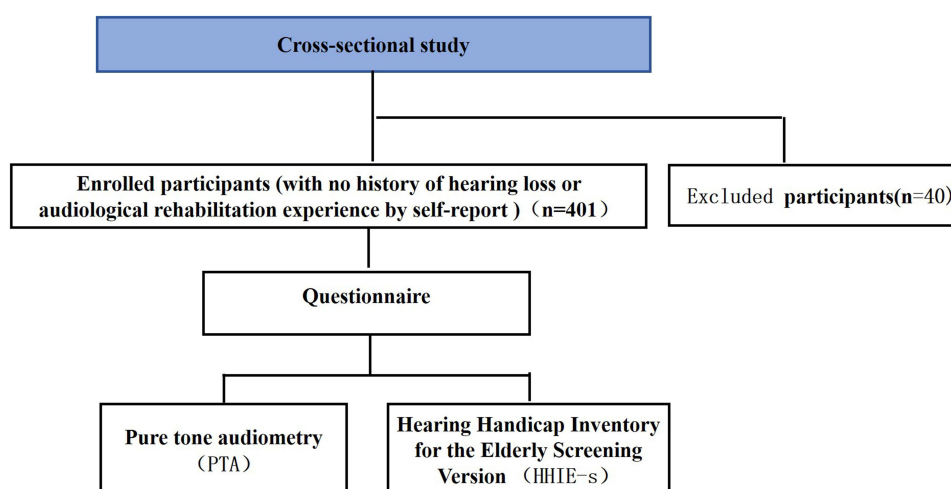 Cross-sectional study
Enrolled participants (with no history of hearing loss or
audiological rehabilitation experience by self-report )（n=401）
Excluded participants(n=40)
Questionnaire
Pure tone audiometry
（PTA）
Hearing Handicap Inventory
for the Elderly Screening
Version （HHIE-s）